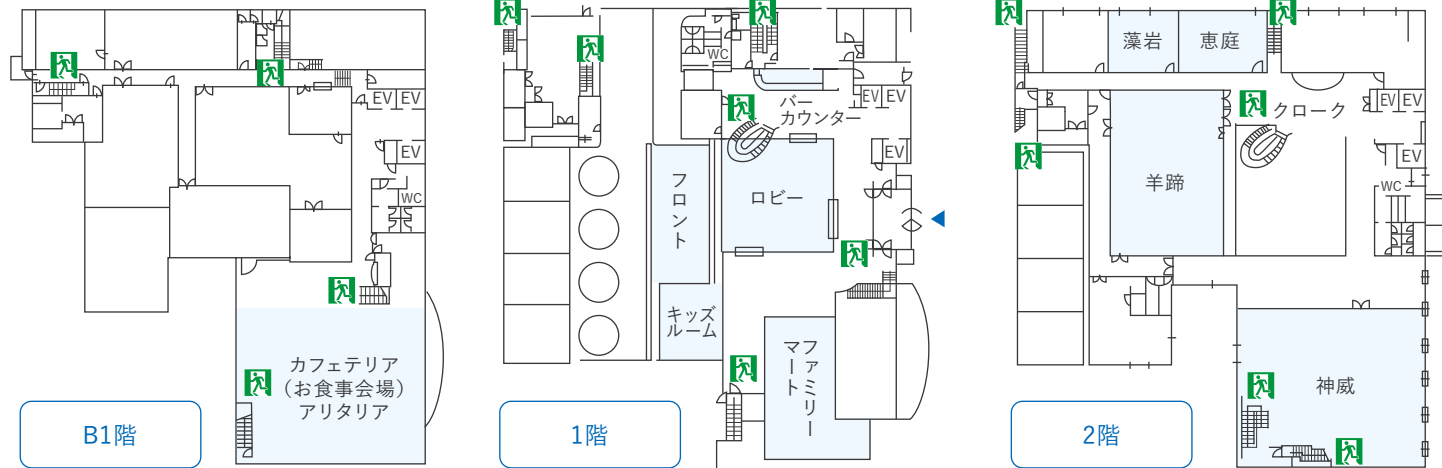 EV
EV
EV
WC
カフェテリア
（お食事会場）
アリタリア
B1階
WC
バー
カウンター
EV
EV
EV
フロント
ロビー
キッズ
ルーム
ファミリー
マート
1階
藻岩
恵庭
クローク
EV
EV
EV
羊蹄
WC
神威
2階